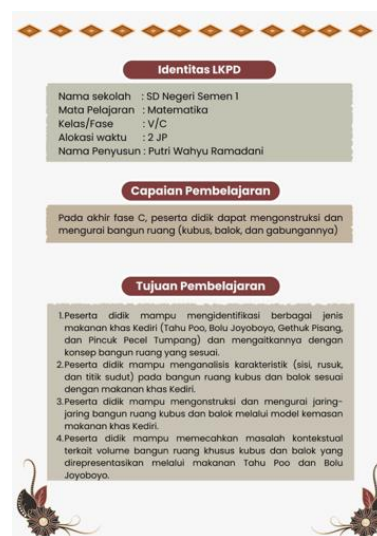 Identitas LKPD
Nama sekolah : SD Negeri Semen 1
Mata Pelajaran : Matematika
Kelas/Fase : V/C
Alokasi waktu : 2 JP
Nama Penyusun : Putri Wahyu Ramadani
Capaian Pembelajaran
Pada akhir fase C, peserta didik dapat mengonstruksi dan
mengurai bangun ruang (kubus, balok, dan gabungannya)
Tujuan Pembelajaran
1.Peserta didik mampu mengidentifikasi berbagai jenis
makanan khas Kediri (Tahu Poo, Bolu Joyoboyo, Gethuk Pisang,
dan Pincuk Pecel Tumpang) dan mengaitkannya dengan
konsep bangun ruang yang sesuai.
2.Peserta didik mampu menganalisis karakteristik (sisi, rusuk,
dan titik sudut) pada bangun ruang kubus dan balok sesuai
dengan makanan khas Kediri.
3.Peserta didik mampu mengonstruksi dan mengurai jaring-
jaring bangun ruang kubus dan balok melalui model kemasan
makanan khas Kediri.
4.Peserta didik mampu memecahkan masalah kontekstual
terkait volume bangun ruang khusus kubus dan balok yang
direpresentasikan melalui makanan Tahu Poo dan Bolu
Joyoboyo.